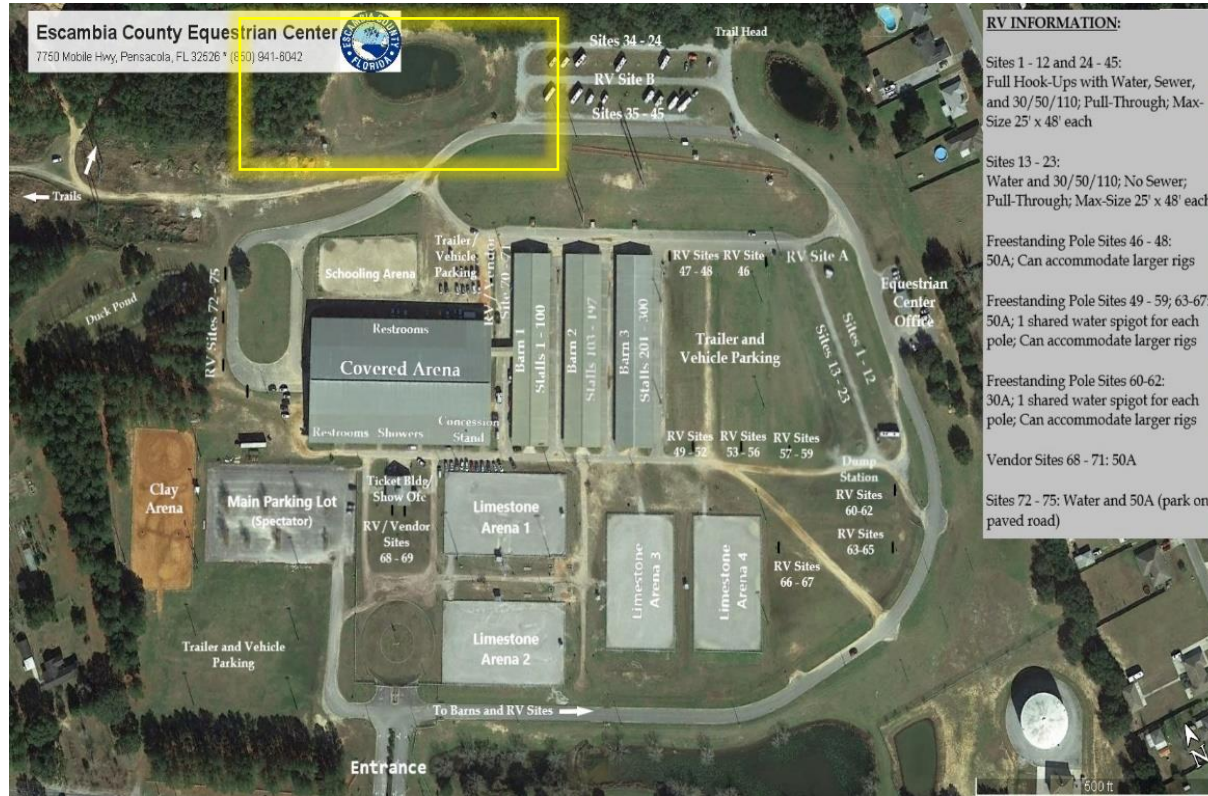 Escambia County Equestrian Center
7750 Mobile Hwy, Pensacola, FL 32526 * (850) 941-6042
ESCAMBIA COUNTY
FLORIDA
Sites 34 - 24
Trail Head
RV Site B
Sites 35 - 45
Trails
Duck Pond
RV Sites 72 - 75
Schooling Arena
Trailer/
Vehicle
Parking
RV / Vendor
Site 70 - 71
Restrooms
Covered Arena
Restrooms
Showers
Concession
Stand
Barn 1
Stalls 1 - 100
Barn 2
Stalls 103 - 197
Barn 3
Stalls 201 - 300
RV Sites
47 - 48
RV Site
46
RV Site A
Trailer
and
Vehicle Parking
Sites 1 - 12
Sites 13 - 23
Equestrian
Center
Office
RV Sites
49 - 52
RV Sites
53 - 56
RV Sites
57 - 59
Dump
Station
RV Sites
60-62
RV Sites
63-65
RV Sites
66 - 67
Clay
Arena
Main Parking Lot
(Spectator)
Ticket Bldg/
Show Ofc
RV / Vendor
Sites
68 - 69
Limestone
Arena 1
Limestone
Arena 2
Limestone
Arena 3
Limestone
Arena 4
Trailer and Vehicle
Parking
To Barns and RV Sites
Entrance
RV INFORMATION:
Sites 1 - 12 and 24 - 45:
Full Hook-Ups with Water, Sewer,
and 30/50/110; Pull-Through; Max-
Size 25' x 48' each
Sites 13 - 23:
Water and 30/50/110; No Sewer;
Pull-Through; Max-Size 25' x 48' each
Freestanding Pole Sites 46 - 48:
50A; Can accommodate larger rigs
Freestanding Pole Sites 49 - 59; 63-67:
50A; 1 shared water spigot for each
pole; Can accommodate larger rigs
Freestanding Pole Sites 60-62:
30A; 1 shared water spigot for each
pole; Can accommodate larger rigs
Vendor Sites 68 - 71: 50A
Sites 72 - 75: Water and 50A (park on
paved road)
N
500 ft